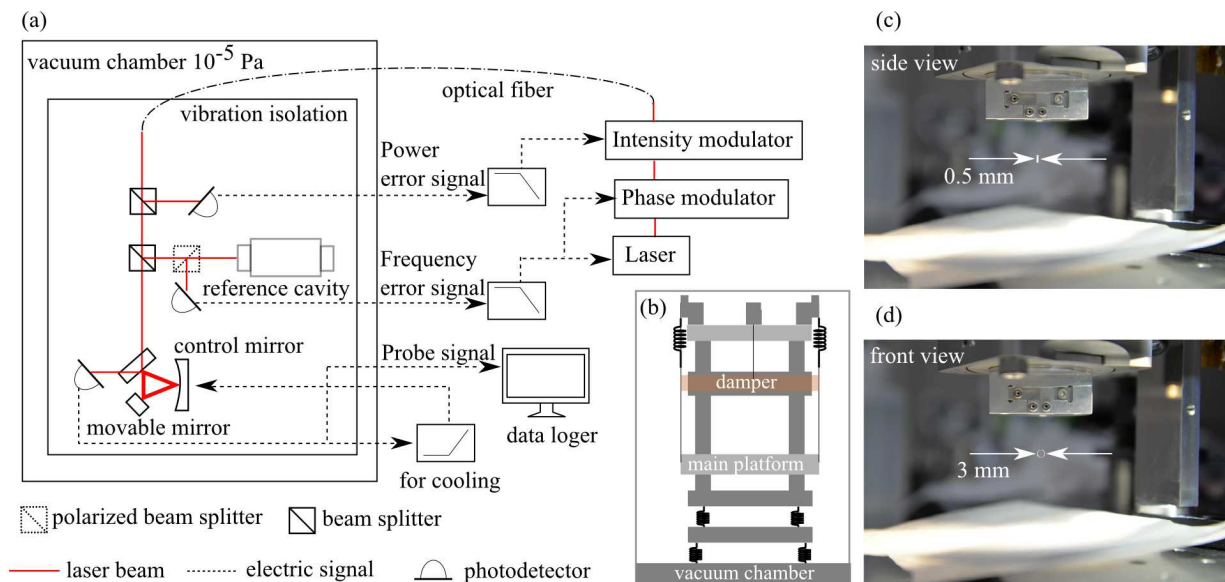 (a)
vacuum chamber 10-5 Pa
vibration isolation
optical fiber
Power
error signal
Intensity modulator
Phase modulator
Laser
reference cavity
Frequency
error signal
control mirror
Probe signal
movable mirror
data loger
for cooling
polarized beam splitter
beam splitter
laser beam
electric signal
photodetector
(b)
damper
main platform
vacuum chamber
(c)
side view
0.5 mm
(d)
front view
3 mm